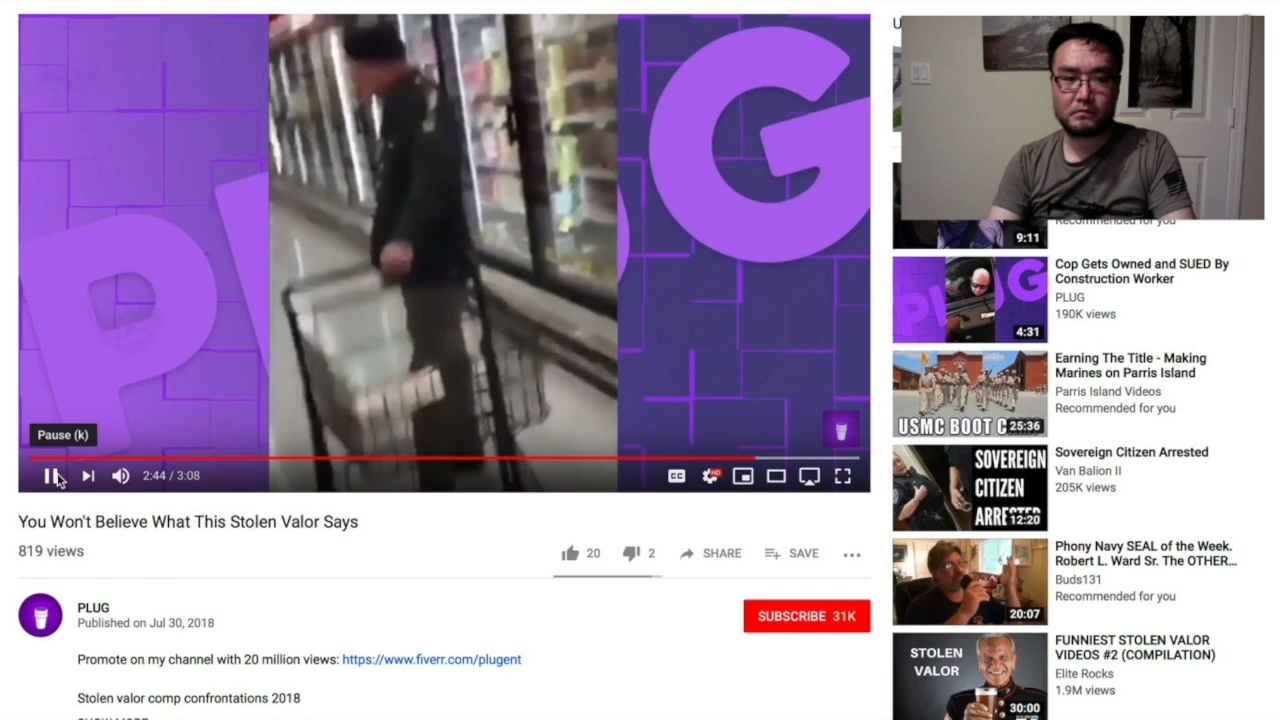 PLUG
Pause (k)
2:44 / 3:08
CC
HD
You Won't Believe What This Stolen Valor Says
819 views
20
2
SHARE
SAVE
PLUG
Published on Jul 30, 2018
SUBSCRIBE 31K
Promote on my channel with 20 million views: https://www.fiverr.com/plugent
Stolen valor comp confrontations 2018
SHOW MORE
U
Recommended for you
9:11
PLUG
4:31
Cop Gets Owned and SUED By
Construction Worker
PLUG
190K views
USMC BOOT C
25:36
Earning The Title - Making
Marines on Parris Island
Parris Island Videos
Recommended for you
SOVEREIGN
CITIZEN
ARRESTED
12:20
Sovereign Citizen Arrested
Van Balion II
205K views
20:07
Phony Navy SEAL of the Week.
Robert L. Ward Sr. The OTHER...
Buds131
Recommended for you
STOLEN
VALOR
30:00
FUNNIEST STOLEN VALOR
VIDEOS #2 (COMPILATION)
Elite Rocks
1.9M views